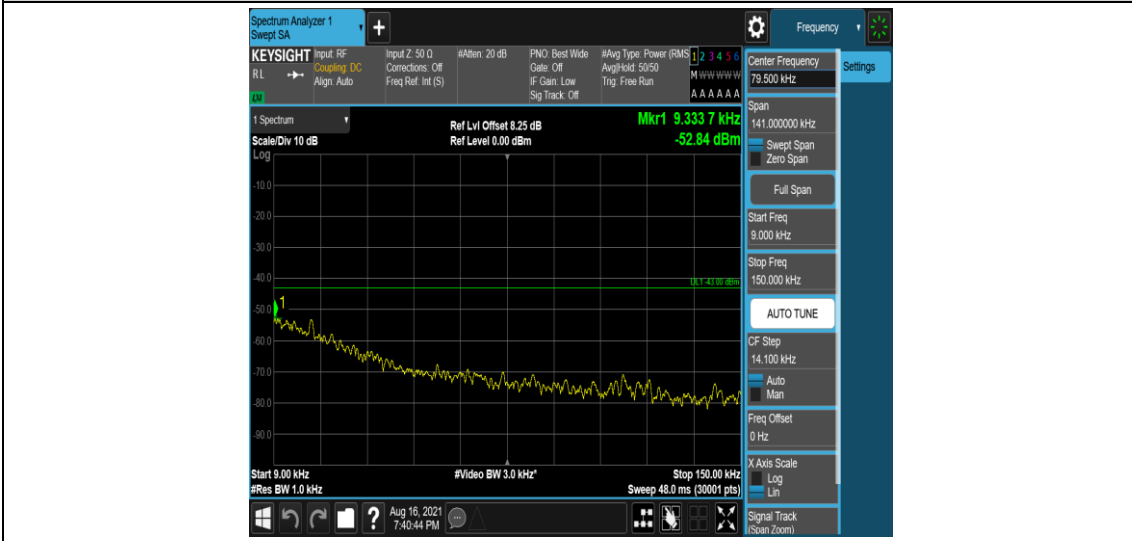 Spectrum Analyzer 1
Swept SA
+
Frequency
KEYSIGHT
RL
Input: RF
Coupling: DC
Align: Auto
Input Z: 50 Ω
Corrections: Off
Freq Ref: Int (S)
#Atten: 20 dB
PNO: Best Wide
Gate: Off
IF Gain: Low
Sig Track: Off
#Avg Type: Power (RMS
Avg|Hold: 50/50
Trig: Free Run
1 2 3 4 5 6
M W W W W W
A A A A A A
1 Spectrum
Scale/Div 10 dB
Log
Ref Lvl Offset 8.25 dB
Ref Level 0.00 dBm
Mkr1 9.333 7 kHz
-52.84 dBm
-10.0
-20.0
-30.0
-40.0
DL1 -43.00 dBm
-50.0
1
-60.0
-70.0
-80.0
-90.0
Start 9.00 kHz
#Res BW 1.0 kHz
#Video BW 3.0 kHz*
Stop 150.00 kHz
Sweep 48.0 ms (30001 pts)
?
Aug 16, 2021
7:40:44 PM
Center Frequency
79.500 kHz
Settings
Span
141.000000 kHz
Swept Span
Zero Span
Full Span
Start Freq
9.000 kHz
Stop Freq
150.000 kHz
AUTO TUNE
CF Step
14.100 kHz
Auto
Man
Freq Offset
0 Hz
X Axis Scale
Log
Lin
Signal Track
(Span Zoom)